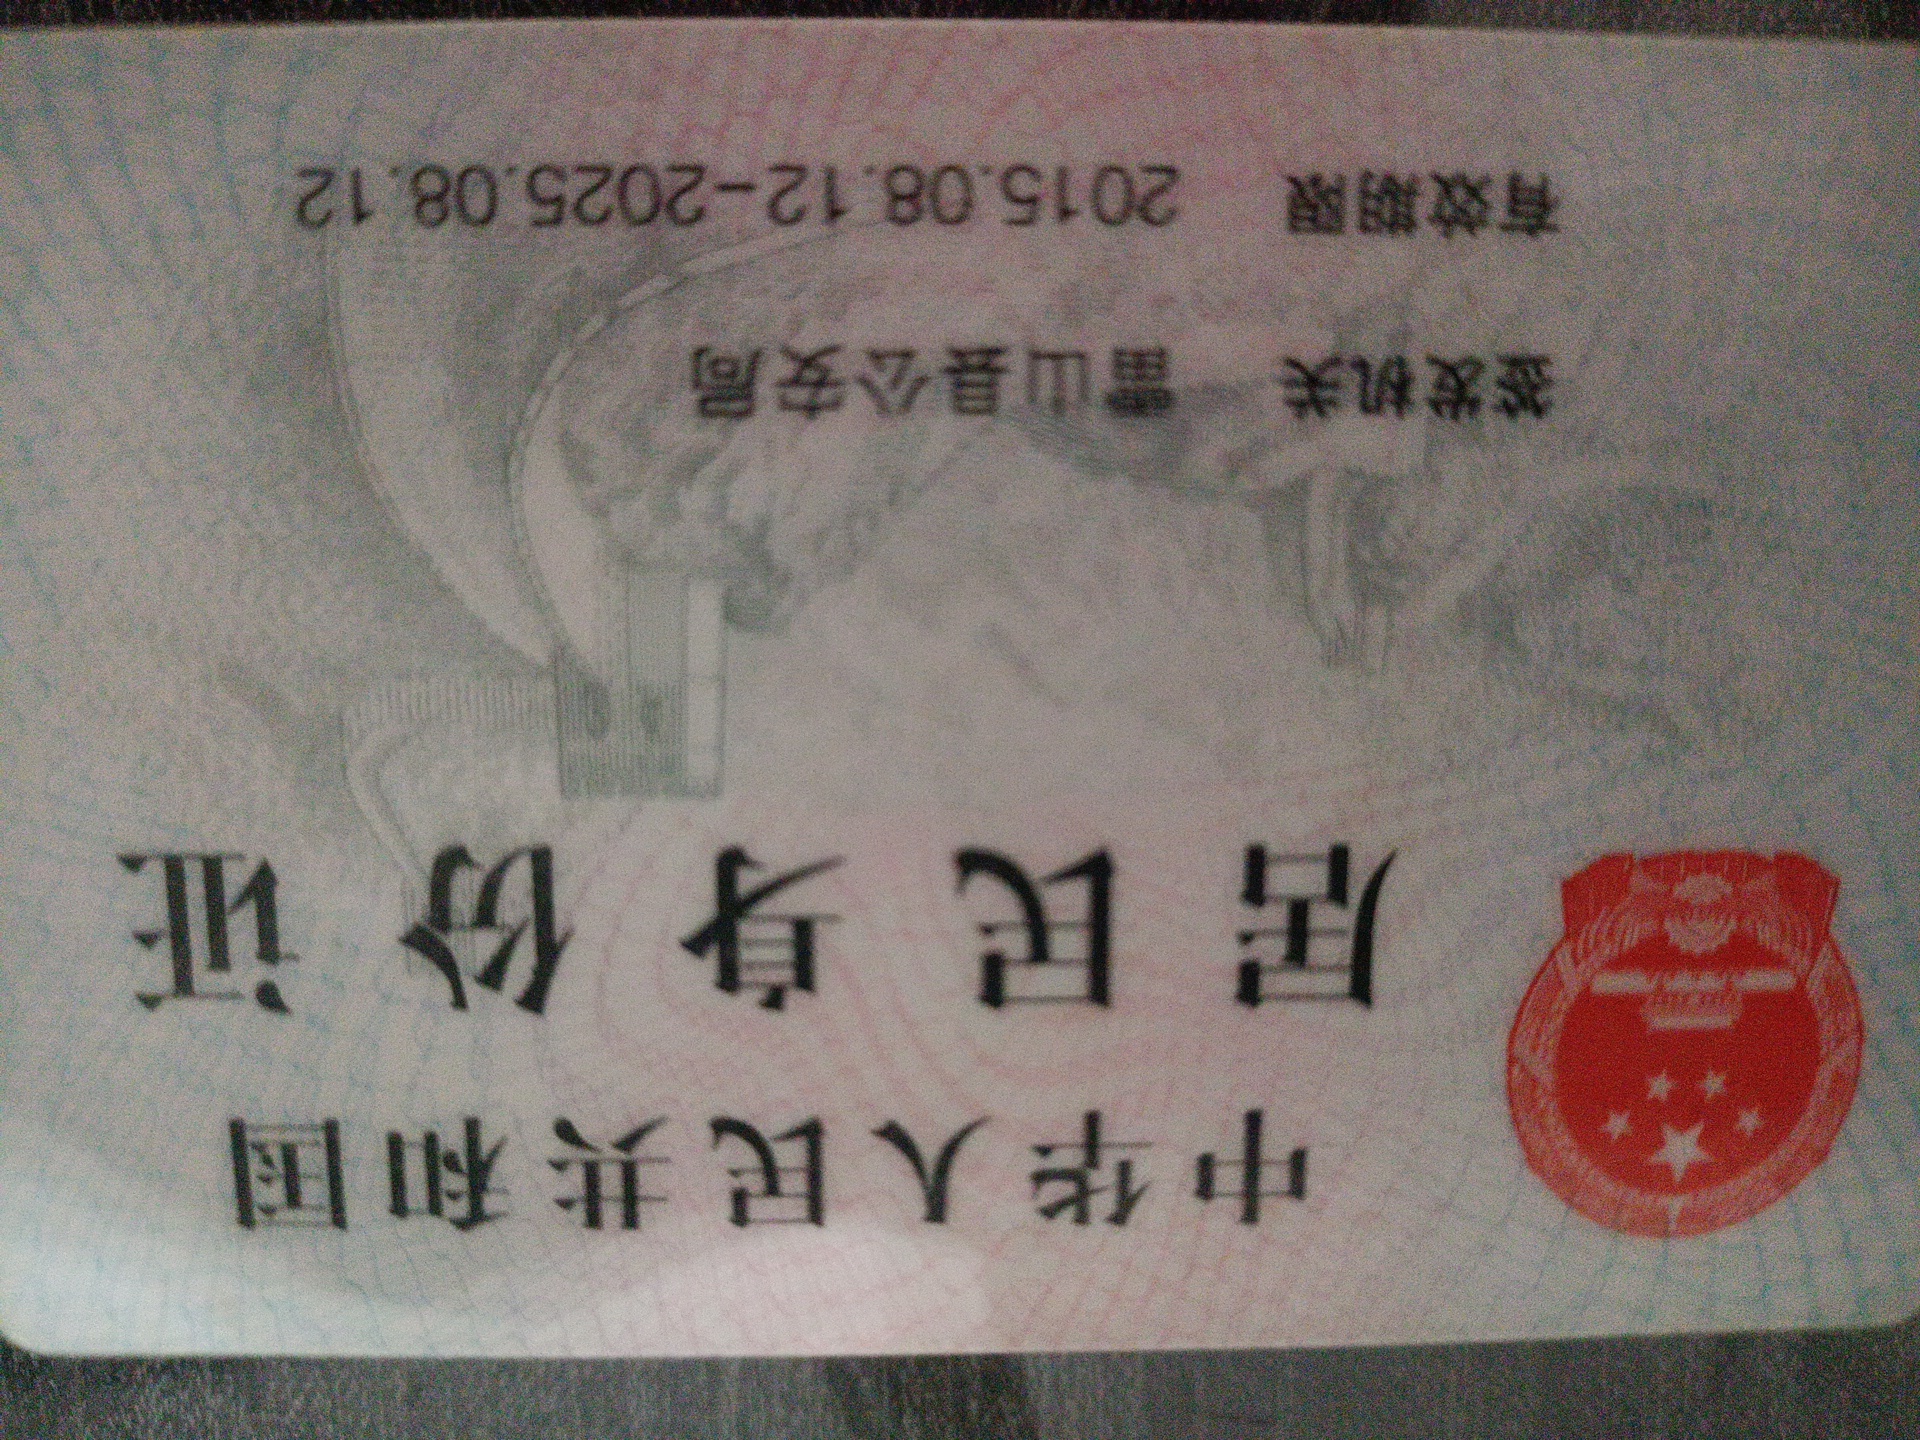 中华人民共和国
居民身份证
签发机关 雷山县公安局
有效期限 2015.08.12-2025.08.12